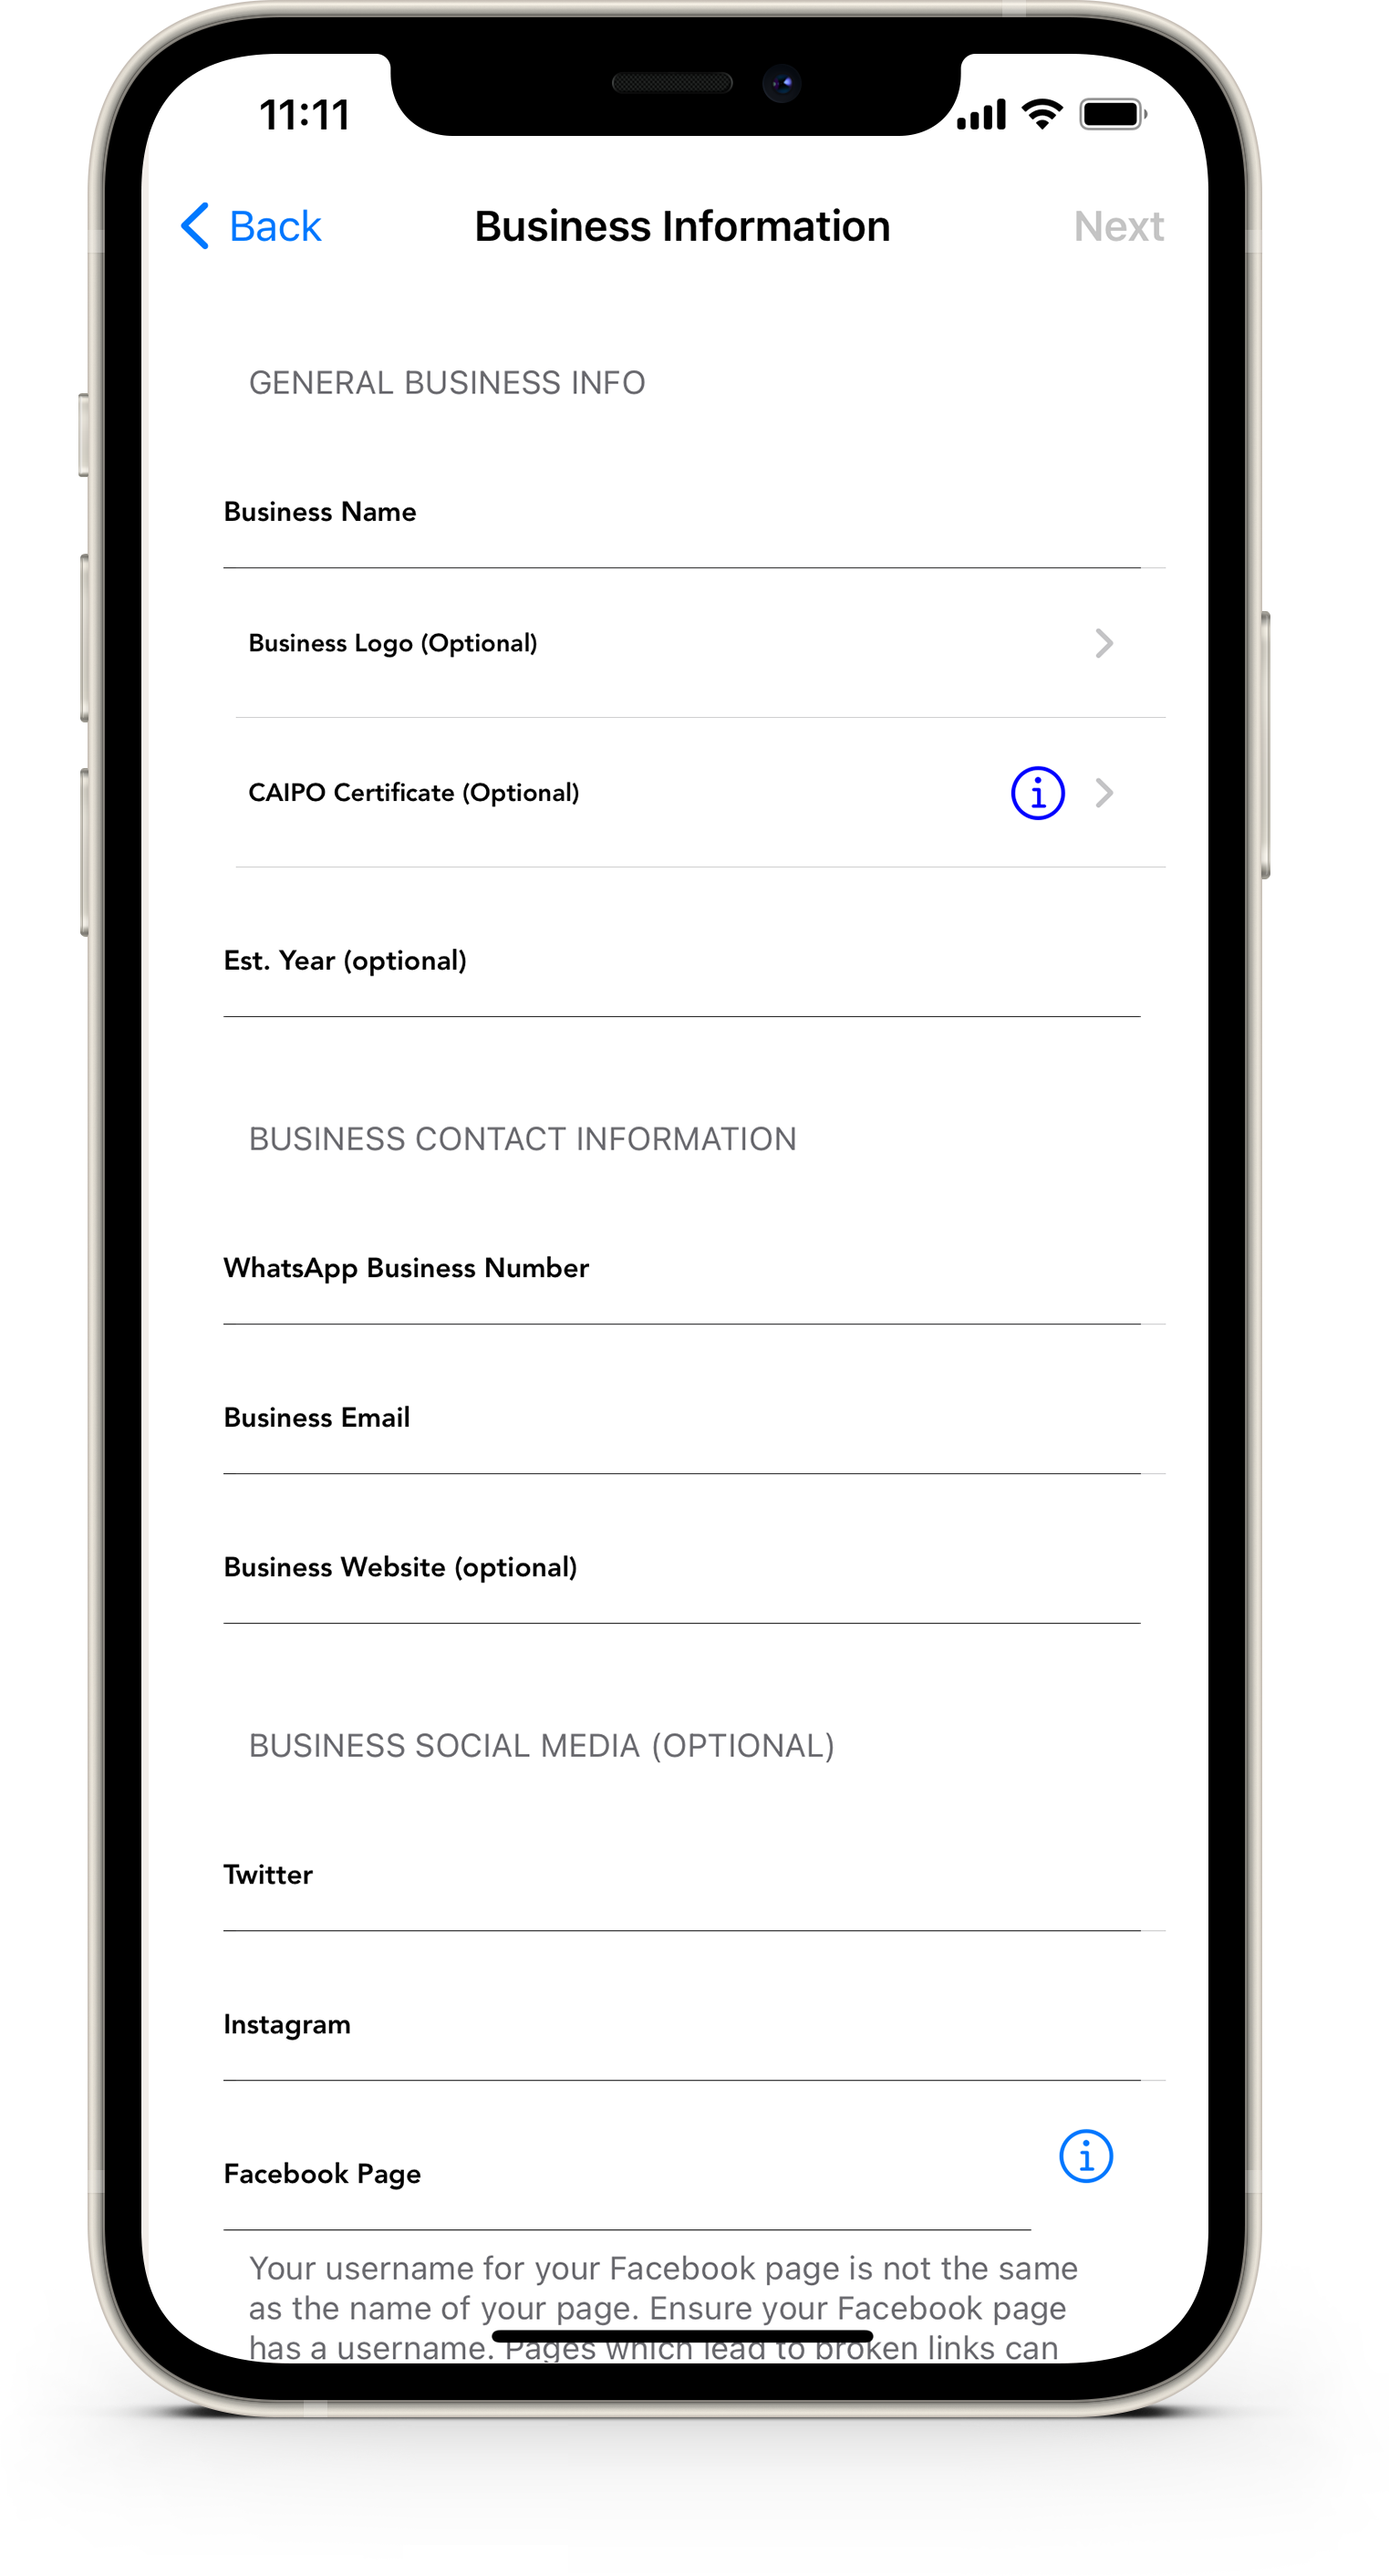 11:11
Back Business Information Next
GENERAL BUSINESS INFO
Business Name
Business Logo (Optional)
CAIPO Certificate (Optional)
Est. Year (optional)
BUSINESS CONTACT INFORMATION
WhatsApp Business Number
Business Email
Business Website (optional)
BUSINESS SOCIAL MEDIA (OPTIONAL)
Twitter
Instagram
Facebook Page
Your username for your Facebook page is not the same
as the name of your page. Ensure your Facebook page
has a username. Pages which lead to broken links can